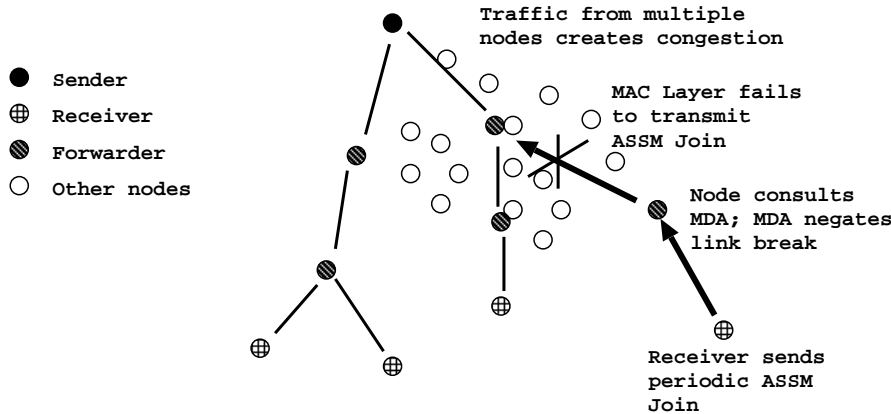 Traffic from multiple
nodes creates congestion
Sender
Receiver
Forwarder
Other nodes
MAC Layer fails
to transmit
ASSM Join
Node consults
MDA; MDA negates
link break
Receiver sends
periodic ASSM
Join